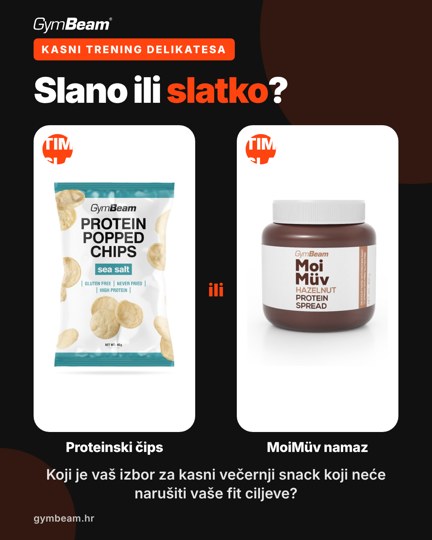 GymBeam®
KASNI TRENING DELIKATESA
Slano ili slatko?
TIM
TIM
GymBeam
PROTEIN
POPPED
CHIPS
sea salt
GLUTEN FREE | NEVER FRIED
HIGH PROTEIN
ili
GymBeam
Moi
Müv
HAZELNUT
PROTEIN
SPREAD
Proteinski čips
MoiMüv namaz
Koji je vaš izbor za kasni večernji snack koji neće
narušiti vaše fit ciljeve?
gymbeam.hr